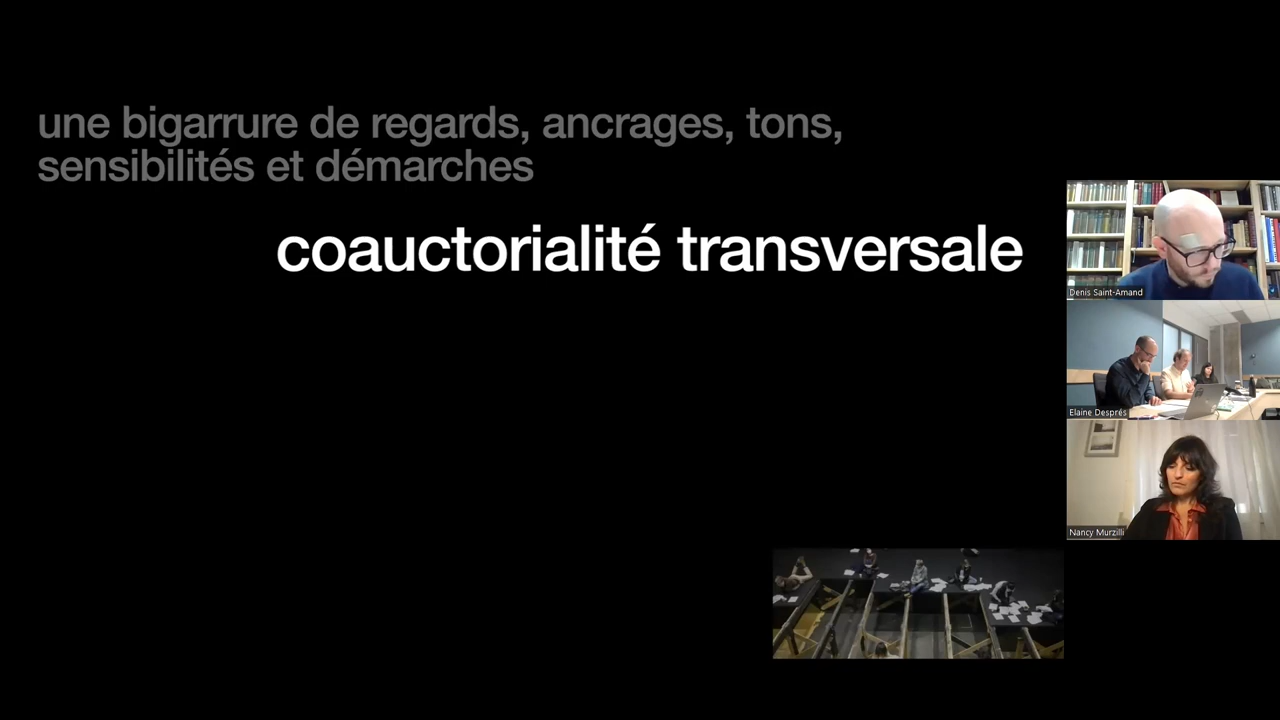 une bigarrure de regards, ancrages, tons,
sensibilités et démarches
coauctorialité transversale
Denis Saint-Amand
Elaine Després
Nancy Murzilli